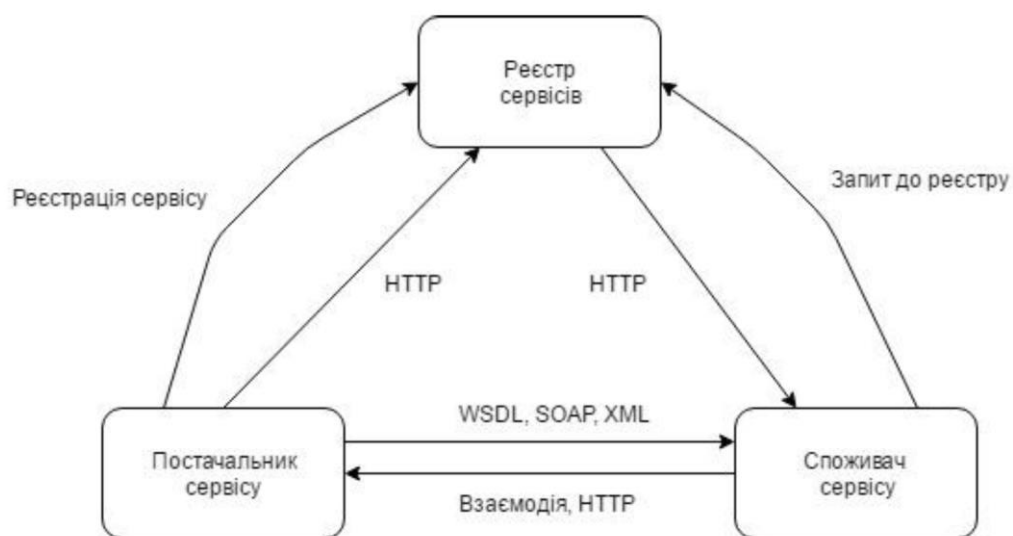 Реєстр
сервісів
Реєстрація сервісу
Запит до реєстру
HTTP
HTTP
WSDL, SOAP, XML
Постачальник
сервісу
Споживач
сервісу
Взаємодія, HTTP